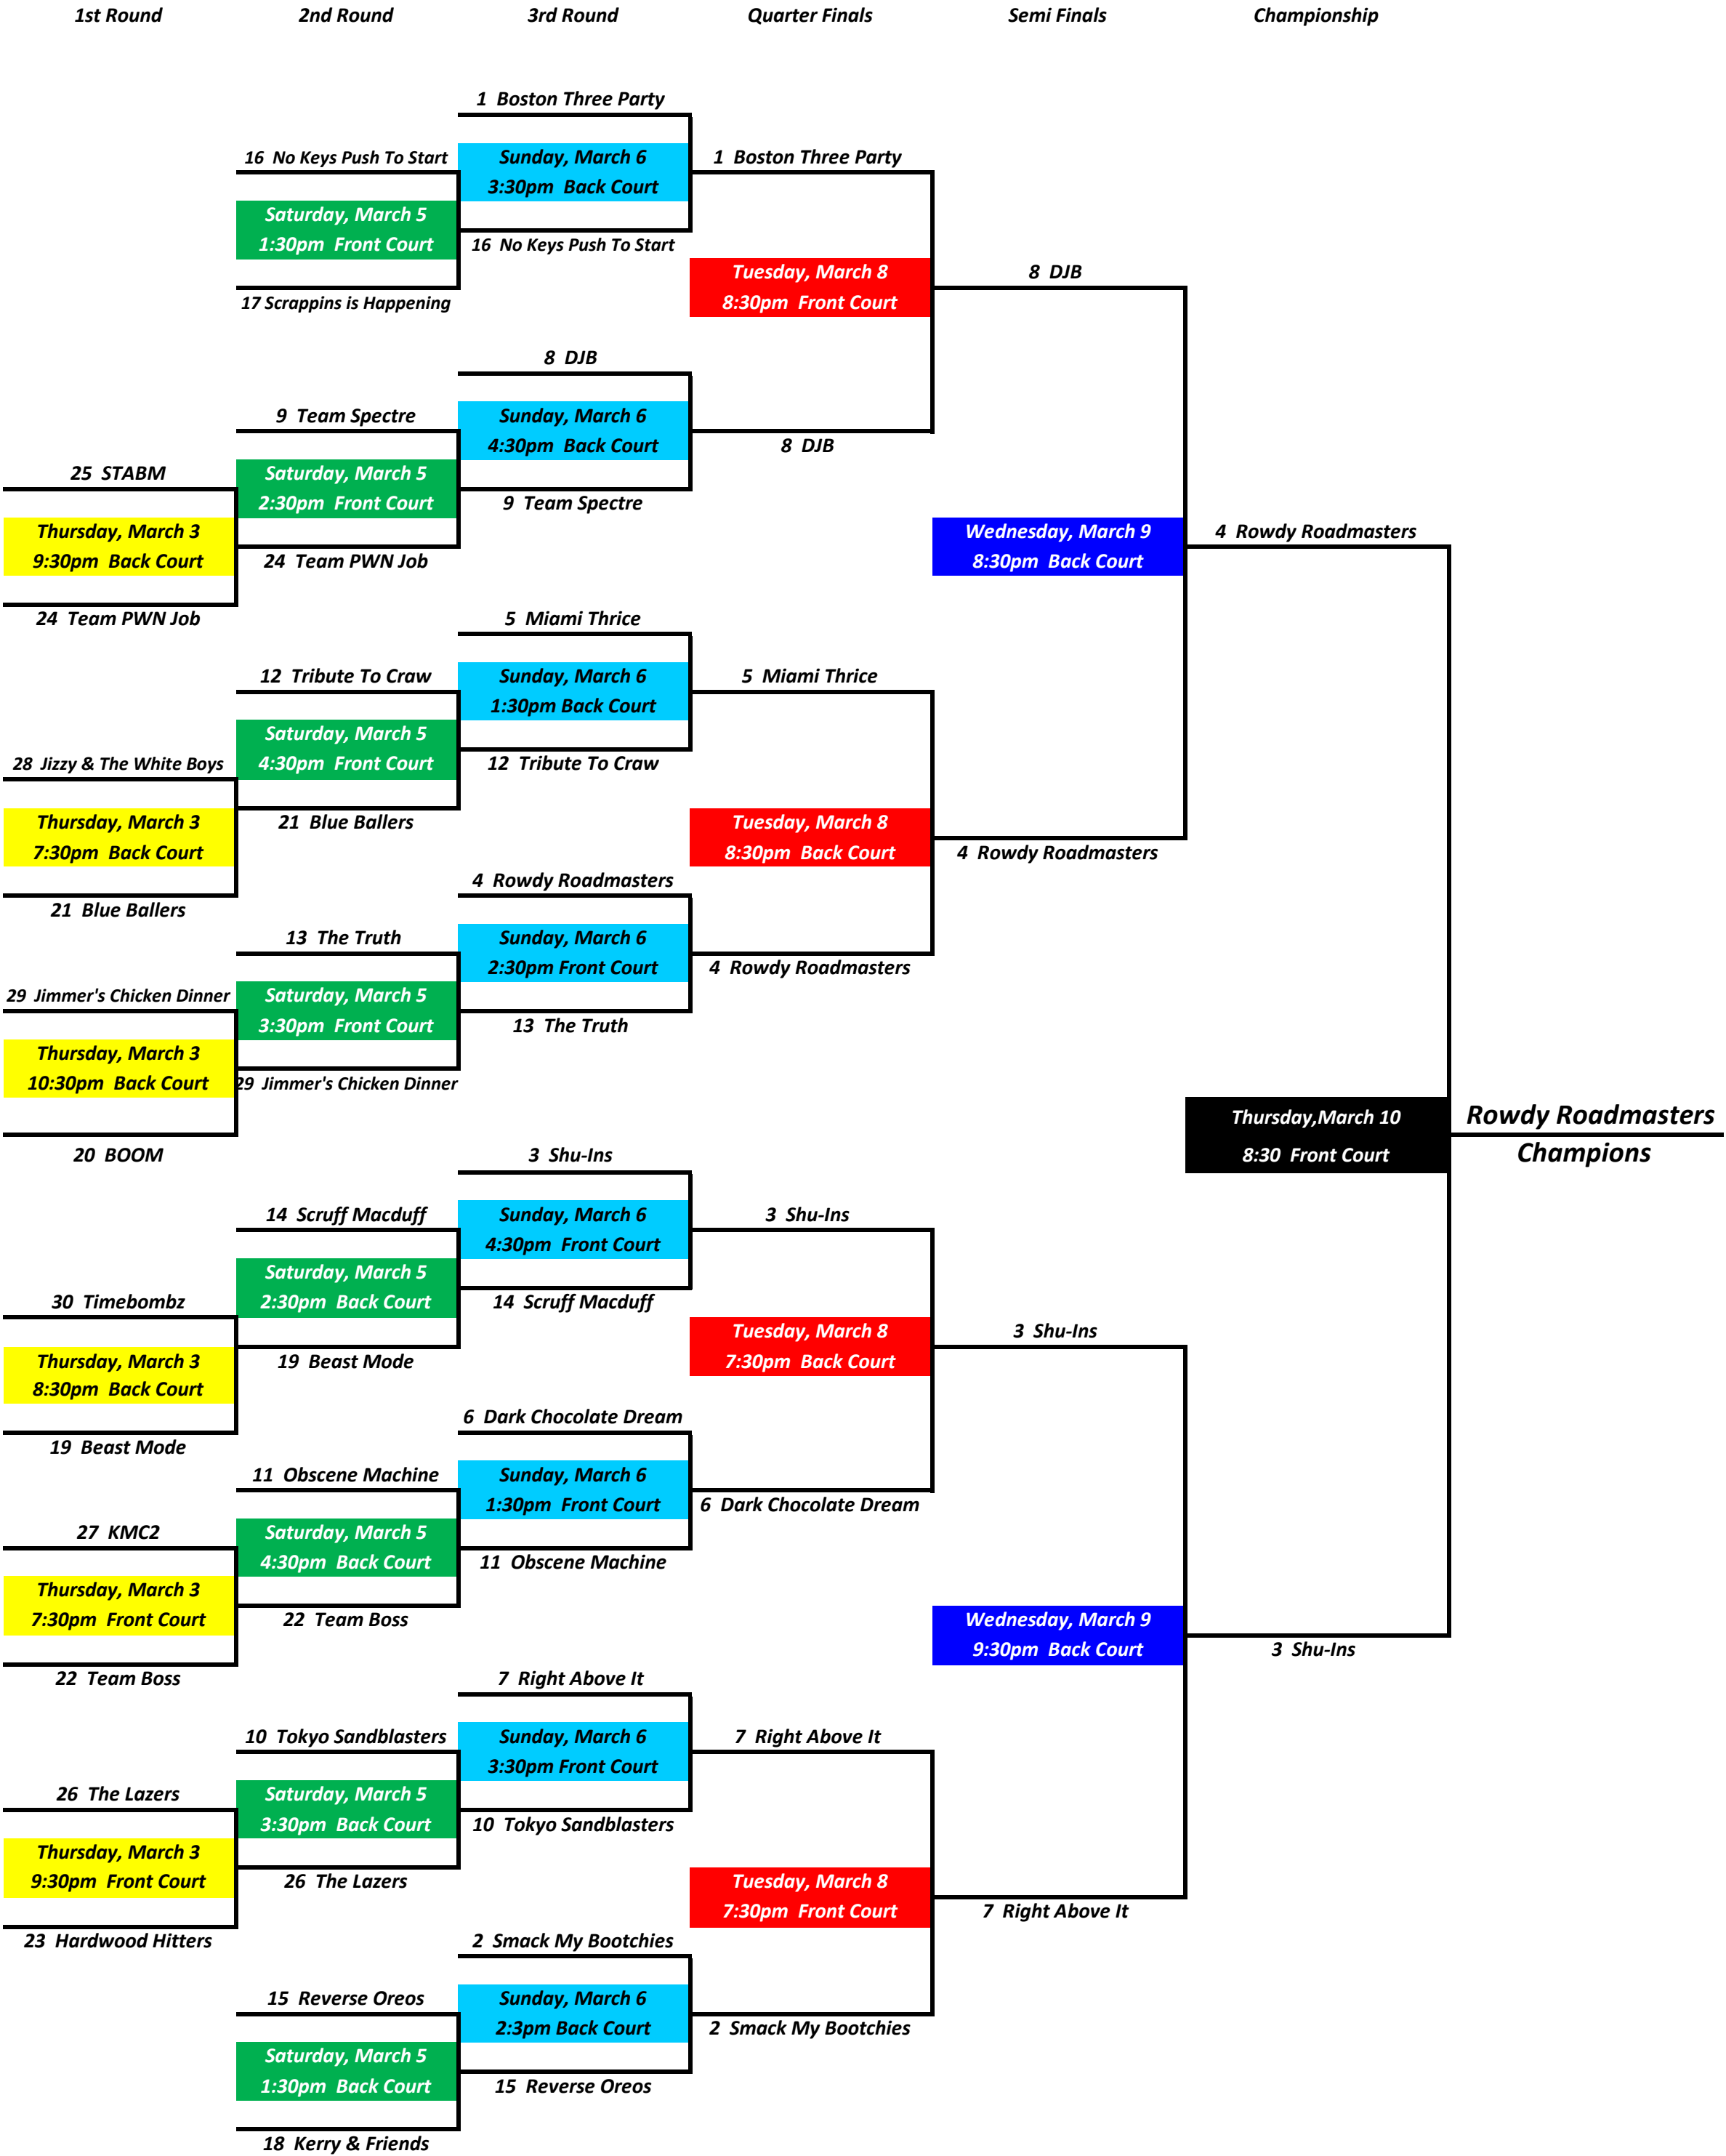 1st Round
2nd Round
3rd Round
Quarter Finals
Semi Finals
Championship
1 Boston Three Party
16 No Keys Push To Start
Sunday, March 6
3:30pm Back Court
1 Boston Three Party
Saturday, March 5
1:30pm Front Court
16 No Keys Push To Start
17 Scrappins is Happening
Tuesday, March 8
8:30pm Front Court
8 DJB
8 DJB
9 Team Spectre
Sunday, March 6
4:30pm Back Court
8 DJB
25 STABM
Saturday, March 5
2:30pm Front Court
9 Team Spectre
Thursday, March 3
9:30pm Back Court
24 Team PWN Job
Wednesday, March 9
8:30pm Back Court
4 Rowdy Roadmasters
24 Team PWN Job
5 Miami Thrice
12 Tribute To Craw
Sunday, March 6
1:30pm Back Court
5 Miami Thrice
Saturday, March 5
4:30pm Front Court
12 Tribute To Craw
28 Jizzy & The White Boys
Thursday, March 3
7:30pm Back Court
21 Blue Ballers
Tuesday, March 8
8:30pm Back Court
4 Rowdy Roadmasters
4 Rowdy Roadmasters
21 Blue Ballers
13 The Truth
Sunday, March 6
2:30pm Front Court
4 Rowdy Roadmasters
29 Jimmer's Chicken Dinner
Saturday, March 5
3:30pm Front Court
13 The Truth
Thursday, March 3
10:30pm Back Court
29 Jimmer's Chicken Dinner
20 BOOM
Thursday,March 10
8:30 Front Court
Rowdy Roadmasters
Champions
3 Shu-Ins
14 Scruff Macduff
Sunday, March 6
4:30pm Front Court
3 Shu-Ins
Saturday, March 5
2:30pm Back Court
14 Scruff Macduff
30 Timebombz
Thursday, March 3
8:30pm Back Court
19 Beast Mode
Tuesday, March 8
7:30pm Back Court
3 Shu-Ins
19 Beast Mode
6 Dark Chocolate Dream
11 Obscene Machine
Sunday, March 6
1:30pm Front Court
6 Dark Chocolate Dream
27 KMC2
Saturday, March 5
4:30pm Back Court
11 Obscene Machine
Thursday, March 3
7:30pm Front Court
22 Team Boss
Wednesday, March 9
9:30pm Back Court
3 Shu-Ins
22 Team Boss
7 Right Above It
10 Tokyo Sandblasters
Sunday, March 6
3:30pm Front Court
7 Right Above It
26 The Lazers
Saturday, March 5
3:30pm Back Court
10 Tokyo Sandblasters
Thursday, March 3
9:30pm Front Court
26 The Lazers
Tuesday, March 8
7:30pm Front Court
7 Right Above It
23 Hardwood Hitters
2 Smack My Bootchies
15 Reverse Oreos
Sunday, March 6
2:3pm Back Court
2 Smack My Bootchies
Saturday, March 5
1:30pm Back Court
15 Reverse Oreos
18 Kerry & Friends